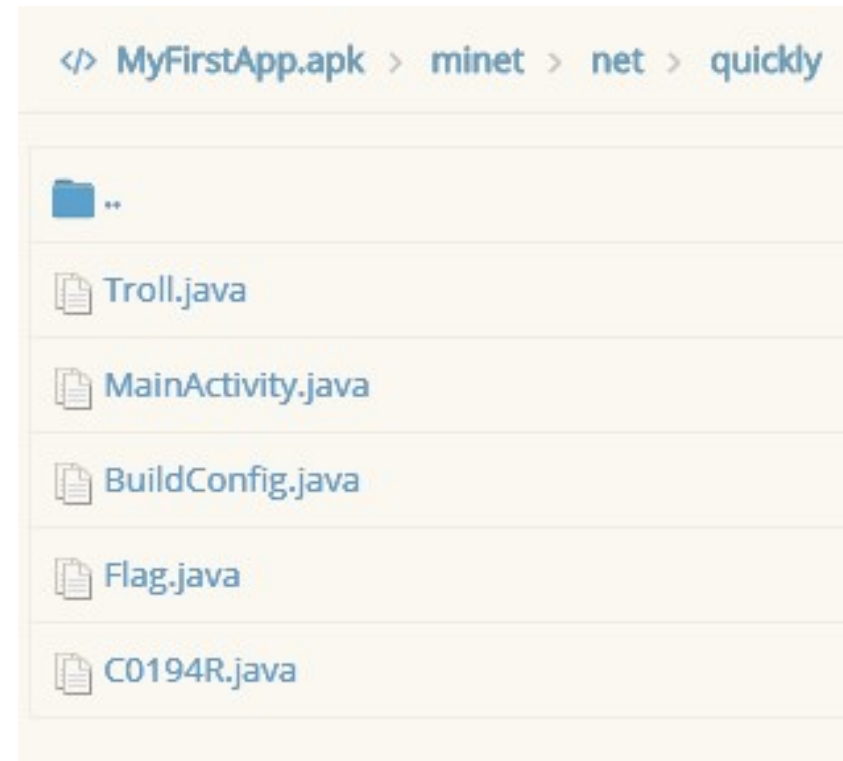 </> MyFirstApp.apk > minet > net > quickly
..
Troll.java
MainActivity.java
BuildConfig.java
Flag.java
C0194R.java